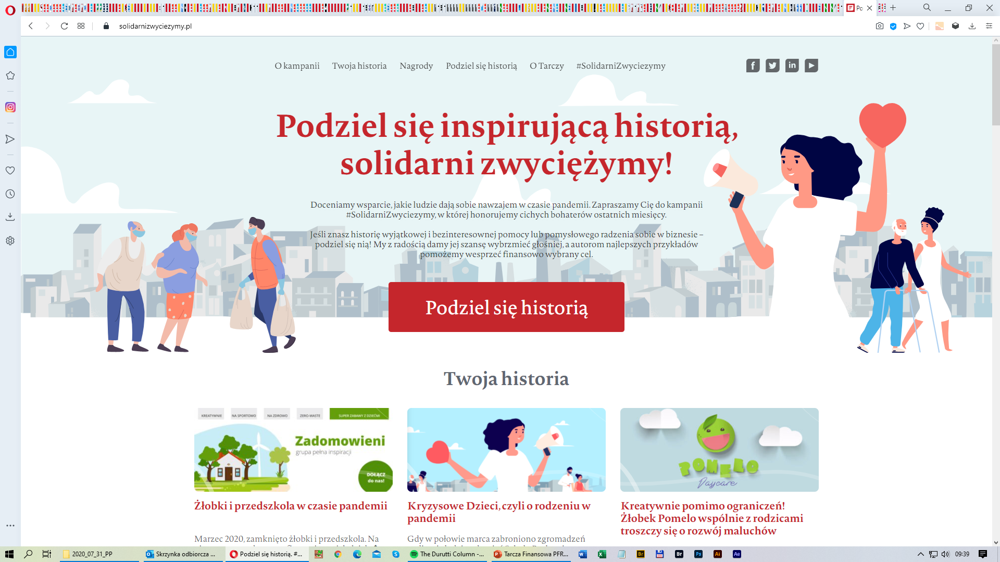 Po
solidarnizwyciezymy.pl
O kampanii Twoja historia Nagrody Podziel się historią O Tarczy #SolidarniZwyciezymy
Podziel się inspirującą historią,
solidarni zwyciężymy!
Doceniamy wsparcie, jakie ludzie dają sobie nawzajem w czasie pandemii. Zapraszamy Cię do kampanii
#SolidarniZwyciezymy, w której honorujemy cichych bohaterów ostatnich miesięcy.
Jeśli znasz historię wyjątkowej i bezinteresownej pomocy lub pomysłowego radzenia sobie w biznesie –
podziel się nią! My z radością damy jej szansę wybrzmieć głośniej, a autorom najlepszych przykładów
pomożemy wesprzeć finansowo wybrany cel.
Podziel się historią
Twoja historia
KREATYWNIE NA SPORTOWO NA ZDROWO ZERO-WASTE SUPER ZABAWY Z DZIEĆMI!
Zadomowieni
grupa pełna inspiracji
DOŁĄCZ
do nas!
POMELO
Daycare
Żłobki i przedszkola w czasie pandemii
Kryzysowe Dzieci, czyli o rodzeniu w
pandemii
Kreatywnie pomimo ograniczeń!
Żłobek Pomelo wspólnie z rodzicami
troszczy się o rozwój maluchów
Marzec 2020, zamknięto żłobki i przedszkola. Na
Gdy w połowie marca zabroniono zgromadzeń
2020_07_31_PP
Skrzynka odbiorcza ...
Podziel się historią. #...
The Durutti Column -...
Tarcza Finansowa PFR...
09:39